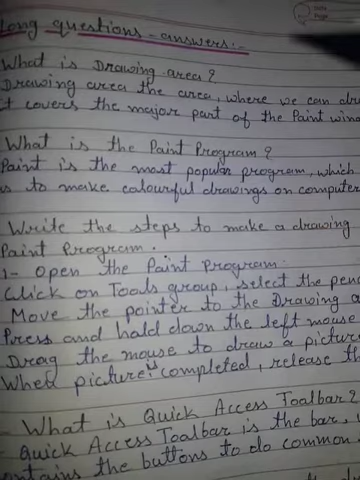 Long questions-answers:-
What is Drawing area?
Drawing area the area, where we can
It covers the major part of the Paint
What is the Paint Program?
Paint is the most popular program, which
us to make colourful drawings on computer
Write the steps to make a drawing
Paint Program.
1- Open the Paint Program.
Click on Tools group, select the
Move the pointer to the Drawing
Press and hold down the left mouse
Drag the mouse to draw a picture
When picture is completed, release
What is Quick Access Toolbar?
Quick Access Toolbar is the bar,
contains the buttons to do common